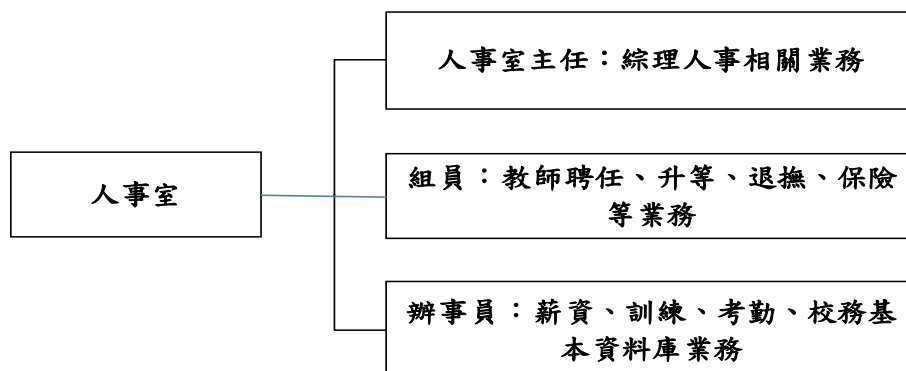 人事室主任：綜理人事相關業務
人事室
組員：教師聘任、升等、退撫、保險
等業務
辦事員：薪資、訓練、考勤、校務基
本資料庫業務